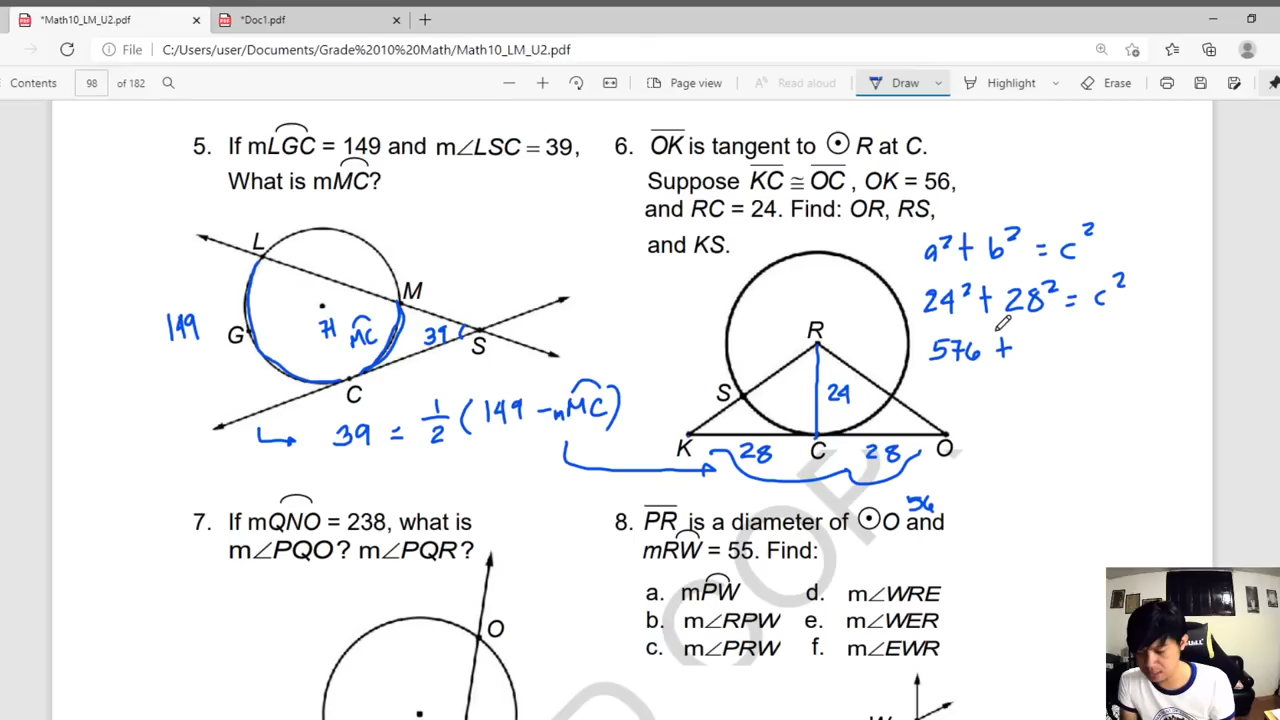 *Math10_LM_U2.pdf
*Doc1.pdf
File
C:/Users/user/Documents/Grade%2010%20Math/Math10_LM_U2.pdf
Contents
98
of 182
Page view
Read aloud
Draw
Highlight
Erase
5. If mLGC = 149 and m∠LSC = 39,
What is mMC?
L
M
149
G
71
MC
39
S
C
39 = 1/2 (149 - mMC)
6. OK is tangent to ⊙ R at C.
Suppose KC ≅ OC, OK = 56,
and RC = 24. Find: OR, RS,
and KS.
a² + b² = c²
24² + 28² = c²
576 +
R
S
24
K
28
C
28
O
56
7. If mQNO = 238, what is
m∠PQO? m∠PQR?
O
8. PR is a diameter of ⊙O and
mRW = 55. Find:
a. mPW
d. m∠WRE
b. m∠RPW
e. m∠WER
c. m∠PRW
f. m∠EWR
W